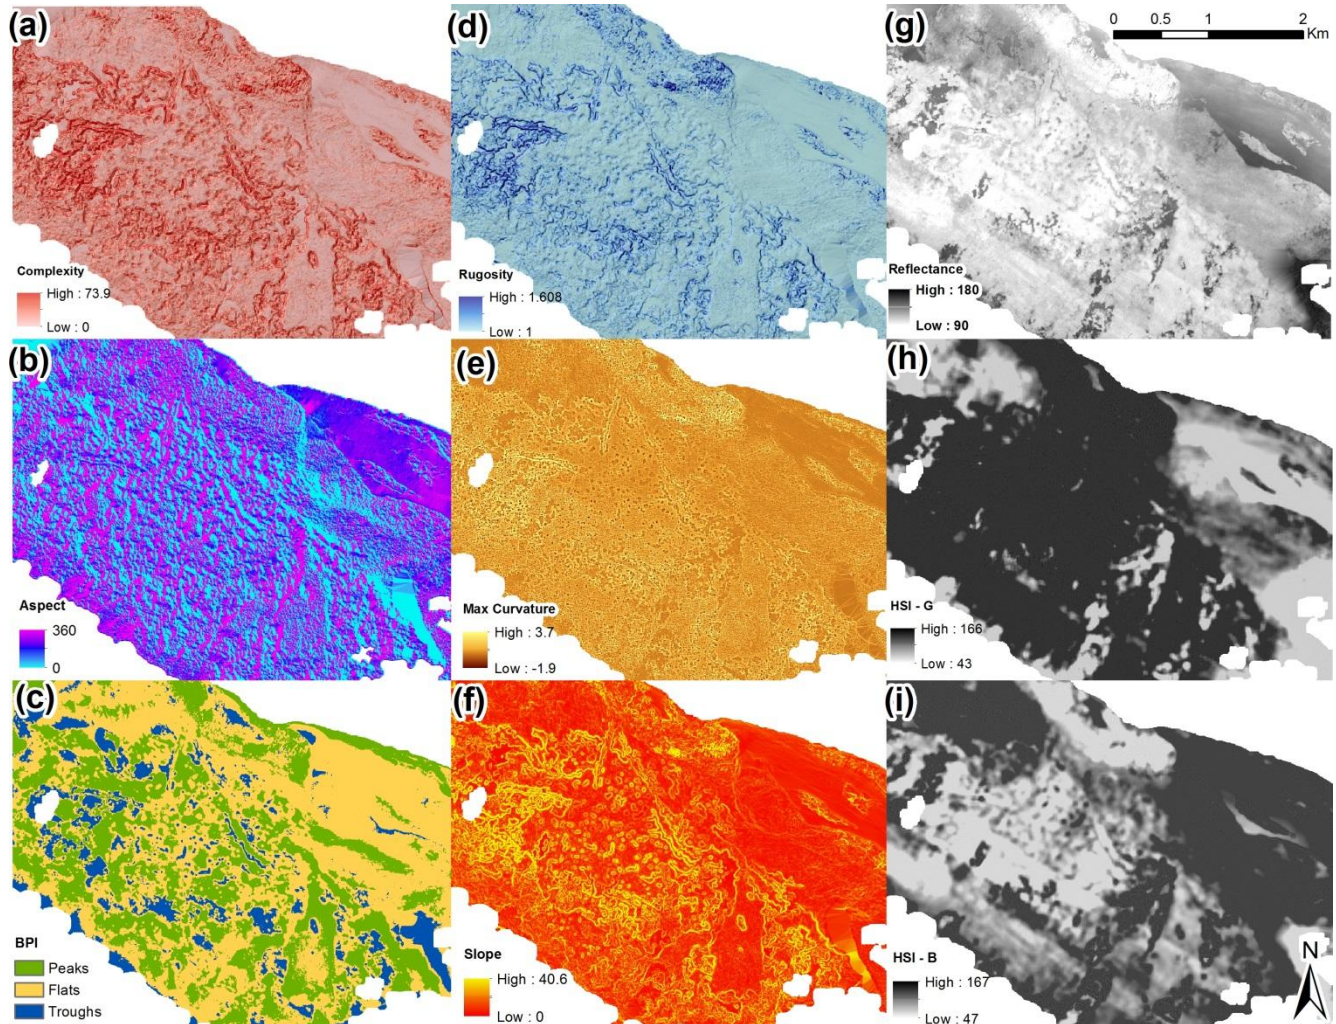 (a)
Complexity
High : 73.9
Low : 0
(d)
Rugosity
High : 1.608
Low : 1
(g)
0 0.5 1 2
Km
Reflectance
High : 180
Low : 90
(b)
Aspect
360
0
(e)
Max Curvature
High : 3.7
Low : -1.9
(h)
HSI - G
High : 166
Low : 43
(c)
BPI
Peaks
Flats
Troughs
(f)
Slope
High : 40.6
Low : 0
(i)
HSI - B
High : 167
Low : 47
N